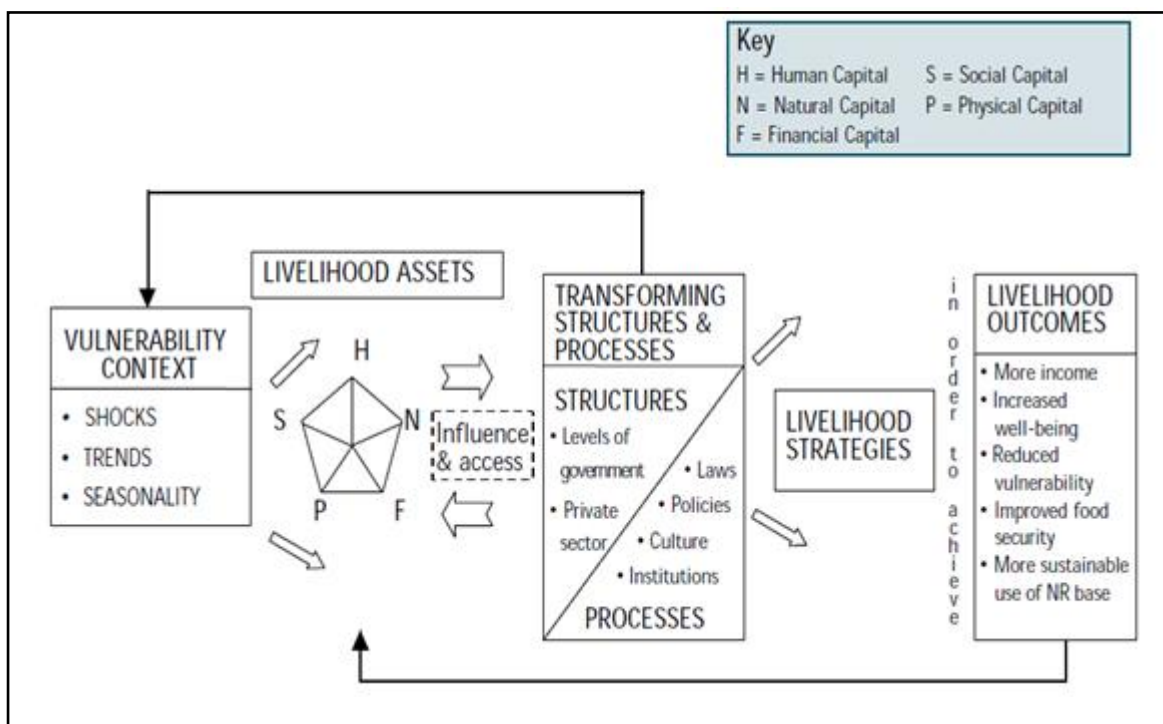 Key
H = Human Capital
S = Social Capital
N = Natural Capital
P = Physical Capital
F = Financial Capital
LIVELIHOOD ASSETS
VULNERABILITY
CONTEXT
• SHOCKS
• TRENDS
• SEASONALITY
H
S
N
P
F
Influence
& access
TRANSFORMING
STRUCTURES &
PROCESSES
STRUCTURES
• Levels of
government
• Private
sector
• Laws
• Policies
• Culture
• Institutions
PROCESSES
LIVELIHOOD
STRATEGIES
in order to achieve
LIVELIHOOD
OUTCOMES
• More income
• Increased
well-being
• Reduced
vulnerability
• Improved food
security
• More sustainable
use of NR base